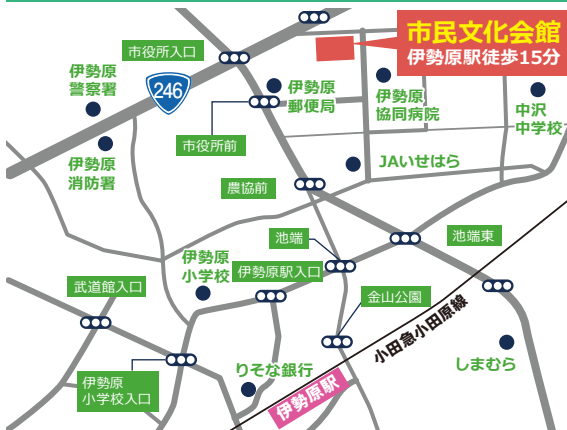 市民文化会館
伊勢原駅徒歩15分
市役所入口
伊勢原
警察署
246
伊勢原
郵便局
伊勢原
協同病院
中沢
中学校
伊勢原
消防署
市役所前
JAいせはら
農協前
池端
池端東
伊勢原
小学校
伊勢原駅入口
武道館入口
金山公園
小田急小田原線
しまむら
りそな銀行
伊勢原駅
伊勢原
小学校入口